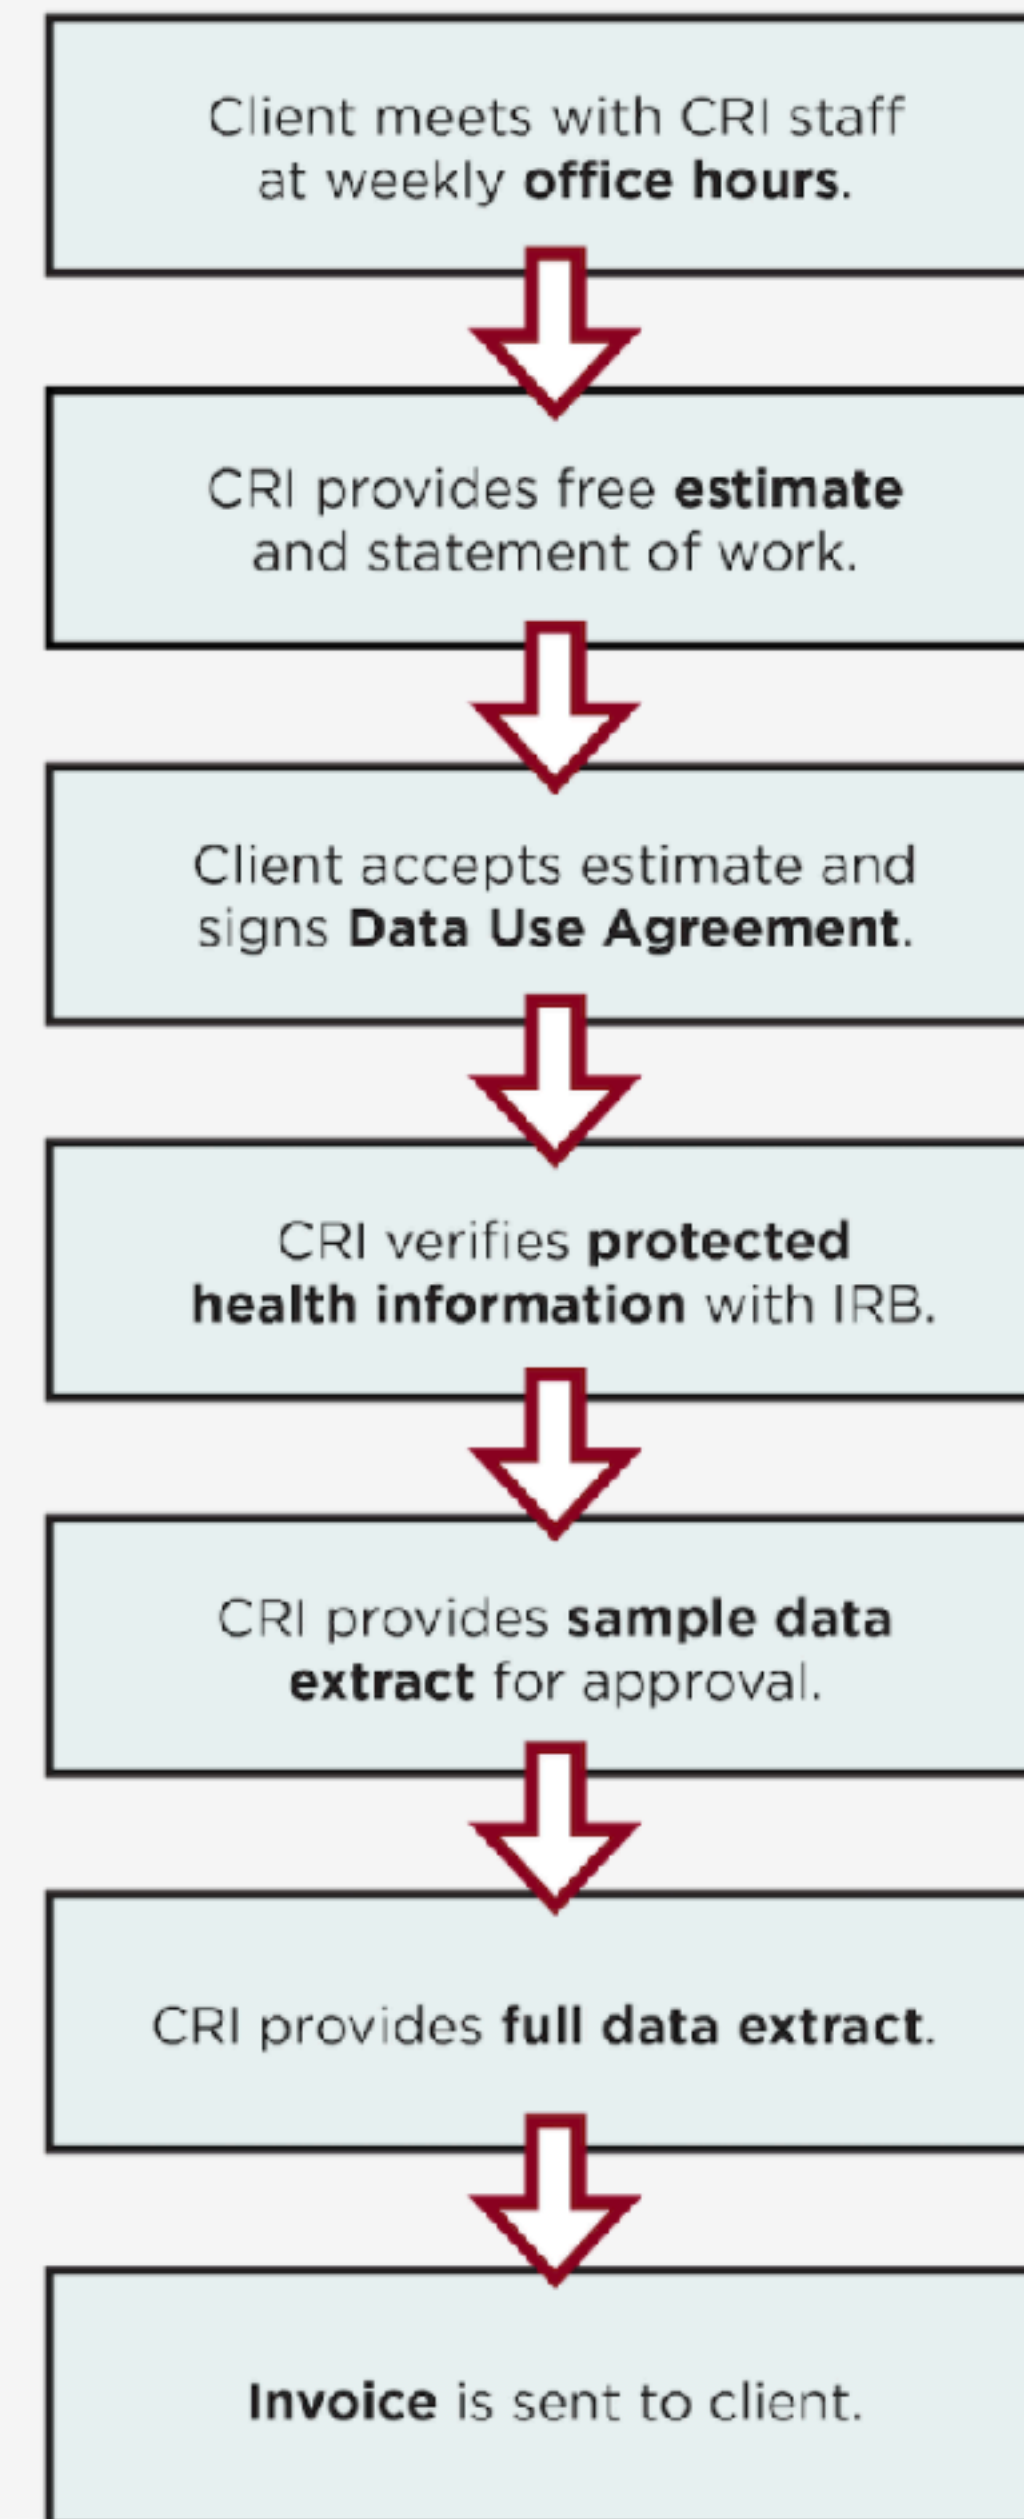 Client meets with CRI staff
at weekly office hours.
CRI provides free estimate
and statement of work.
Client accepts estimate and
signs Data Use Agreement.
CRI verifies protected
health information with IRB.
CRI provides sample data
extract for approval.
CRI provides full data extract.
Invoice is sent to client.